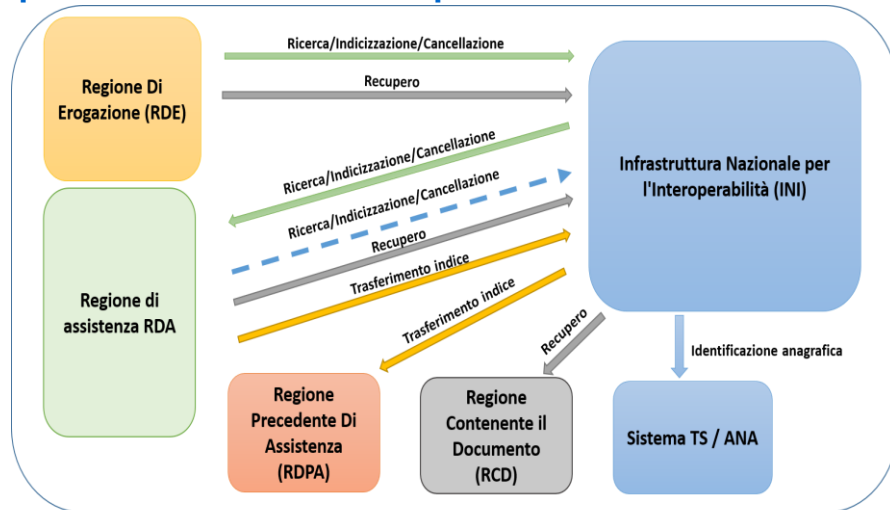 Ricerca/Indicizzazione/Cancellazione
Recupero
Regione Di
Erogazione (RDE)
Infrastruttura Nazionale per
l'Interoperabilità (INI)
Ricerca/Indicizzazione/Cancellazione
Ricerca/Indicizzazione/Cancellazione
Recupero
Trasferimento indice
Regione di
assistenza RDA
Trasferimento indice
Recupero
Identificazione anagrafica
Regione
Precedente Di
Assistenza
(RDPA)
Regione
Contenente il
Documento
(RCD)
Sistema TS / ANA